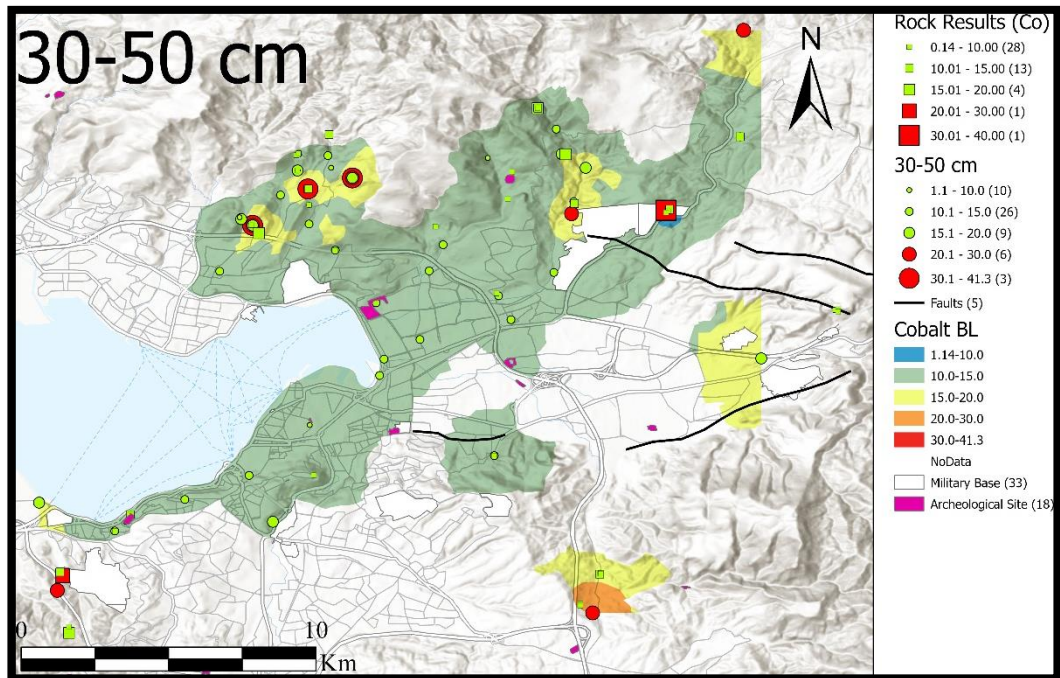 30-50 cm
N
0
10
Km
Rock Results (Co)
0.14 - 10.00 (28)
10.01 - 15.00 (13)
15.01 - 20.00 (4)
20.01 - 30.00 (1)
30.01 - 40.00 (1)
30-50 cm
1.1 - 10.0 (10)
10.1 - 15.0 (26)
15.1 - 20.0 (9)
20.1 - 30.0 (6)
30.1 - 41.3 (3)
Faults (5)
Cobalt BL
1.14-10.0
10.0-15.0
15.0-20.0
20.0-30.0
30.0-41.3
NoData
Military Base (33)
Archeological Site (18)